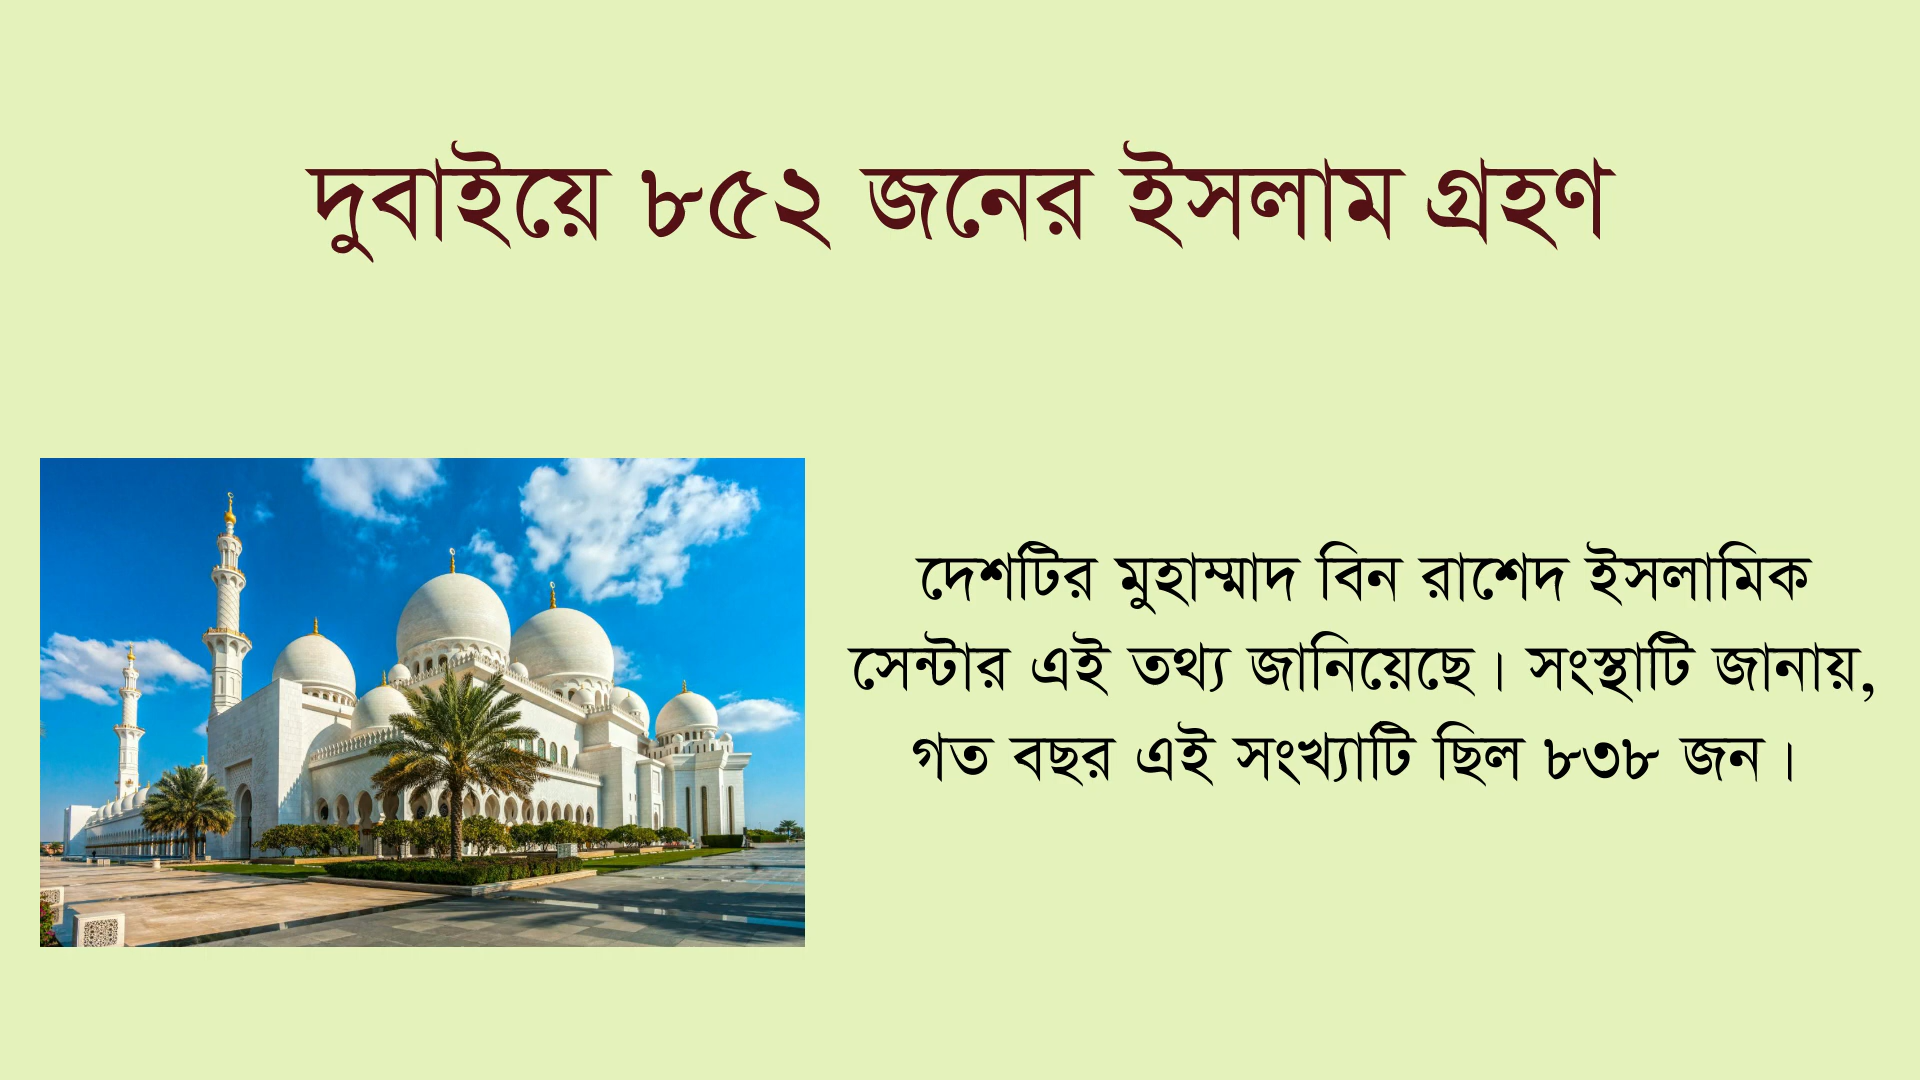 দুবাইয়ে ৮৫২ জনের ইসলাম গ্রহণ
দেশটির মুহাম্মাদ বিন রাশেদ ইসলামিক
সেন্টার এই তথ্য জানিয়েছে। সংস্থাটি জানায়,
গত বছর এই সংখ্যাটি ছিল ৮৩৮ জন।